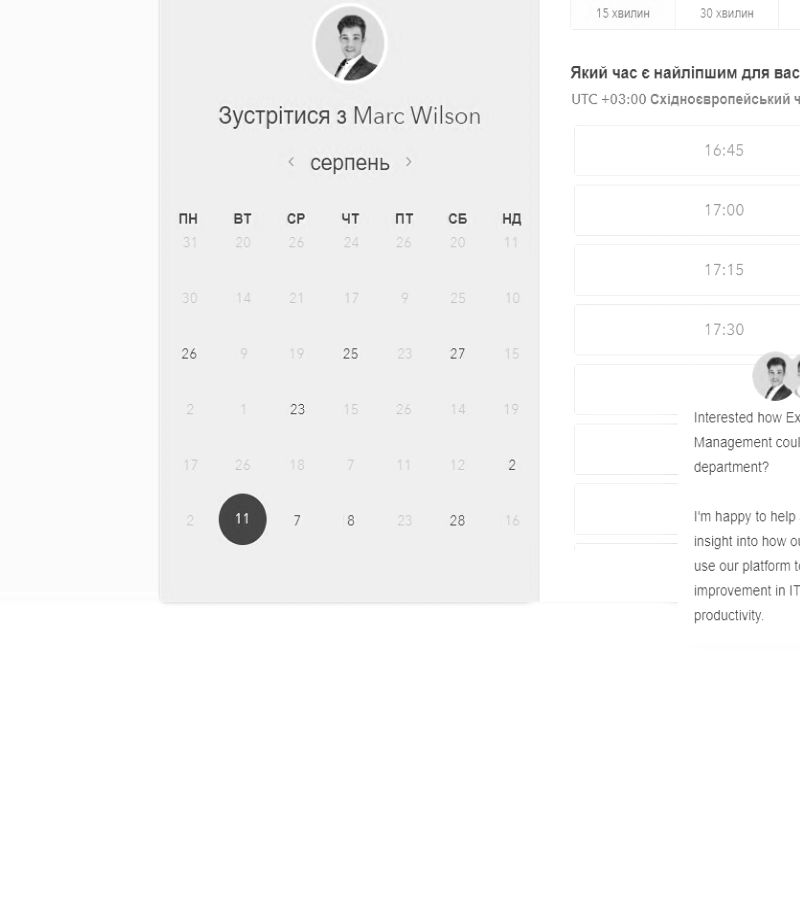 15 хвилин 30 хвилин
Зустрітися з Marc Wilson
серпень
ПН ВТ СР ЧТ ПТ СБ НД
31 20 26 24 26 20 11
30 14 21 17 9 25 10
26 9 19 25 23 27 15
2 1 23 15 26 14 19
17 26 18 7 11 12 2
2 11 7 8 23 28 16
Який час є найліпшим для вас
UTC +03:00 Східноєвропейський ч
16:45
17:00
17:15
17:30
Interested how Ex
Management coul
department?
I'm happy to help
insight into how ou
use our platform to
improvement in IT
productivity.